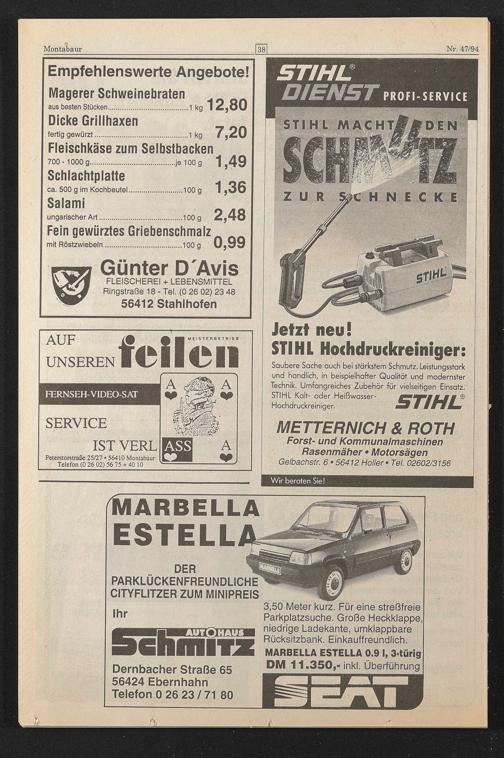 Montabaur
38
Nr. 47/94
Empfehlenswerte Angebote!
Magerer Schweinebraten
aus besten Stücken........................1 kg 12,80
Dicke Grillhaxen
fertig gewürzt........................1 kg 7,20
Fleischkäse zum Selbstbacken
700 - 1000 g........................je 100 g 1,49
Schlachtplatte
ca. 500 g im Kochbeutel........................100 g 1,36
Salami
ungarischer Art........................100 g 2,48
Fein gewürztes Griebenschmalz
mit Röstzwiebeln........................100 g 0,99
Günter D´Avis
FLEISCHEREI + LEBENSMITTEL
Ringstraße 18 - Tel. (0 26 02) 23 48
56412 Stahlhofen
AUF
UNSEREN
MEISTERBETRIEB
feilen
FERNSEH-VIDEO-SAT
SERVICE
IST VERLASS
A
A
A
Peterstorstraße 25/27 • 56410 Montabaur
Telefon (0 26 02) 56 75 + 40 10
STIHL®
DIENST PROFI-SERVICE
STIHL MACHT DEN
SCHMUTZ
ZUR SCHNECKE
STIHL
Jetzt neu!
STIHL Hochdruckreiniger:
Saubere Sache auch bei stärkstem Schmutz. Leistungsstark
und handlich, in beispielhafter Qualität und modernster
Technik. Umfangreiches Zubehör für vielseitigen Einsatz.
STIHL Kalt- oder Heißwasser-
Hochdruckreiniger.
STIHL®
METTERNICH & ROTH
Forst- und Kommunalmaschinen
Rasenmäher • Motorsägen
Gelbachstr. 6 • 56412 Holler • Tel. 02602/3156
Wir beraten Sie!
MARBELLA
ESTELLA
DER
PARKLÜCKENFREUNDLICHE
CITYFLITZER ZUM MINIPREIS
Ihr
AUTOHAUS
Schmitz
Dernbacher Straße 65
56424 Ebernhahn
Telefon 0 26 23 / 71 80
MARBELLA
3,50 Meter kurz. Für eine streßfreie
Parkplatzsuche. Große Heckklappe,
niedrige Ladekante, umklappbare
Rücksitzbank. Einkauffreundlich.
MARBELLA ESTELLA 0.9 l, 3-türig
DM 11.350,- inkl. Überführung
SEAT